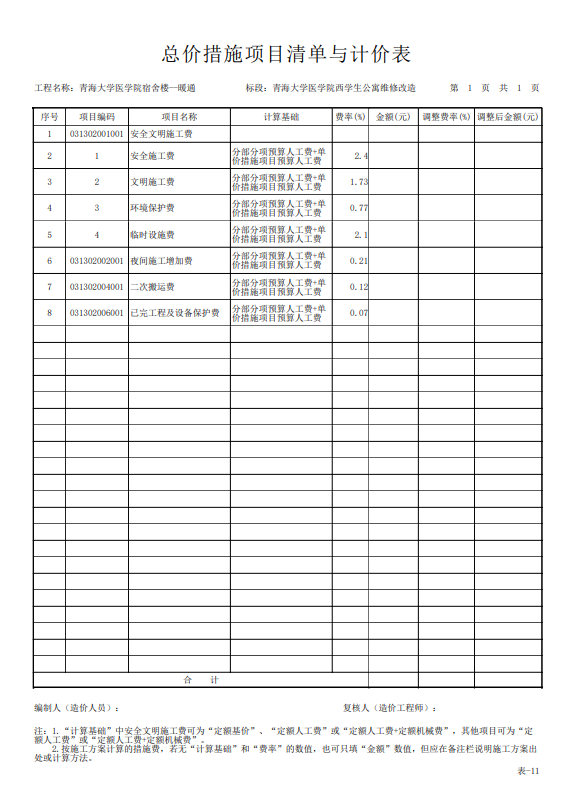 总价措施项目清单与计价表
工程名称：青海大学医学院宿舍楼—暖通 标段：青海大学医学院西学生公寓维修改造 第 1 页 共 1 页
序号 项目编码 项目名称 计算基础 费率(%) 金额(元) 调整费率(%) 调整后金额(元)
1 031302001001 安全文明施工费
2 1 安全施工费 分部分项预算人工费+单价措施项目预算人工费 2.4
3 2 文明施工费 分部分项预算人工费+单价措施项目预算人工费 1.73
4 3 环境保护费 分部分项预算人工费+单价措施项目预算人工费 0.77
5 4 临时设施费 分部分项预算人工费+单价措施项目预算人工费 2.1
6 031302002001 夜间施工增加费 分部分项预算人工费+单价措施项目预算人工费 0.21
7 031302004001 二次搬运费 分部分项预算人工费+单价措施项目预算人工费 0.12
8 031302006001 已完工程及设备保护费 分部分项预算人工费+单价措施项目预算人工费 0.07
合 计
编制人（造价人员）： 复核人（造价工程师）：
注：1.“计算基础”中安全文明施工费可为“定额基价”、“定额人工费”或“定额人工费+定额机械费”，其他项目可为“定
额人工费”或“定额人工费+定额机械费”。
2.按施工方案计算的措施费，若无“计算基础”和“费率”的数值，也可只填“金额”数值，但应在备注栏说明施工方案出
处或计算方法。
表-11